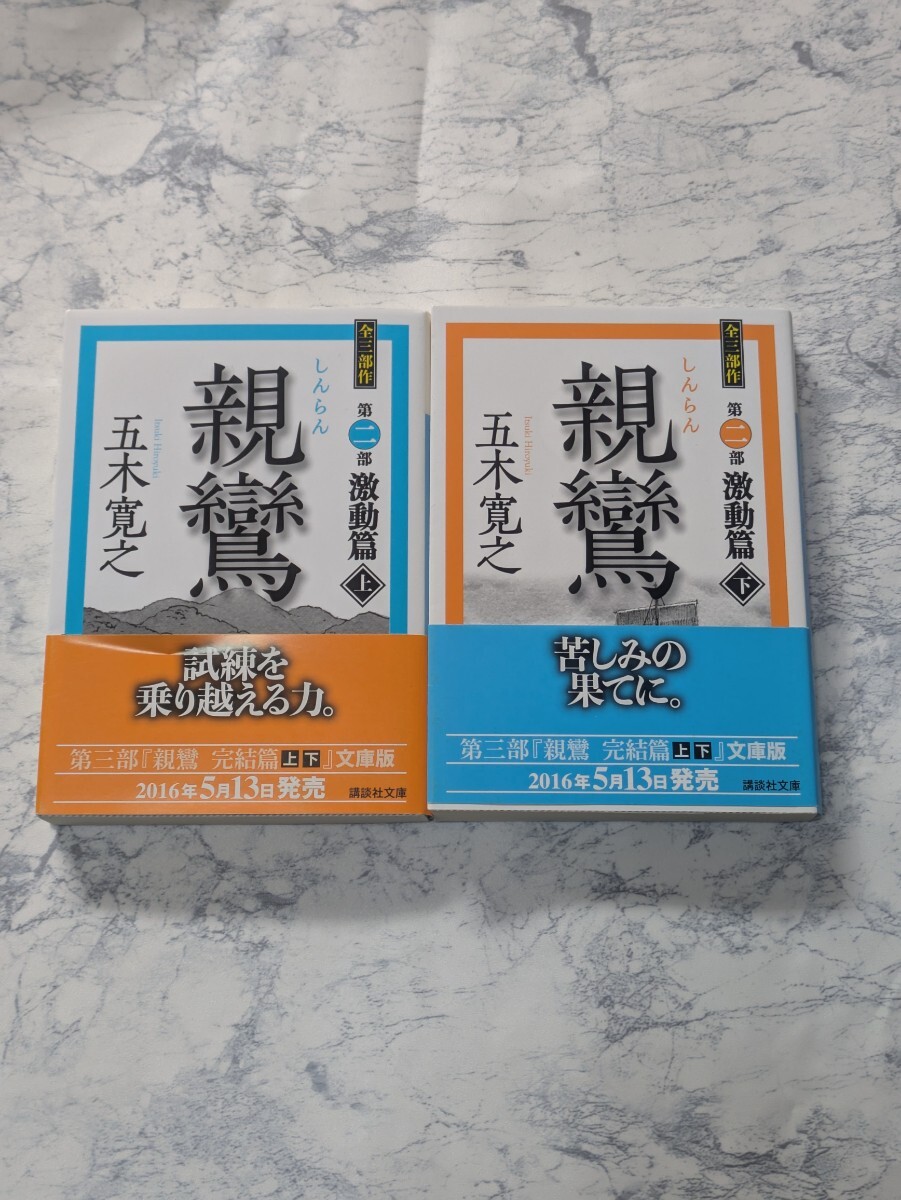 全三部作
第二部 激動篇 上
しんらん
親鸞
Itsuki Hiroyuki
五木寛之
試練を
乗り越える力。
第三部『親鸞 完結篇 上 下』文庫版
2016年5月13日発売
講談社文庫
全三部作
第二部 激動篇 下
しんらん
親鸞
Itsuki Hiroyuki
五木寛之
苦しみの
果てに。
第三部『親鸞 完結篇 上 下』文庫版
2016年5月13日発売
講談社文庫